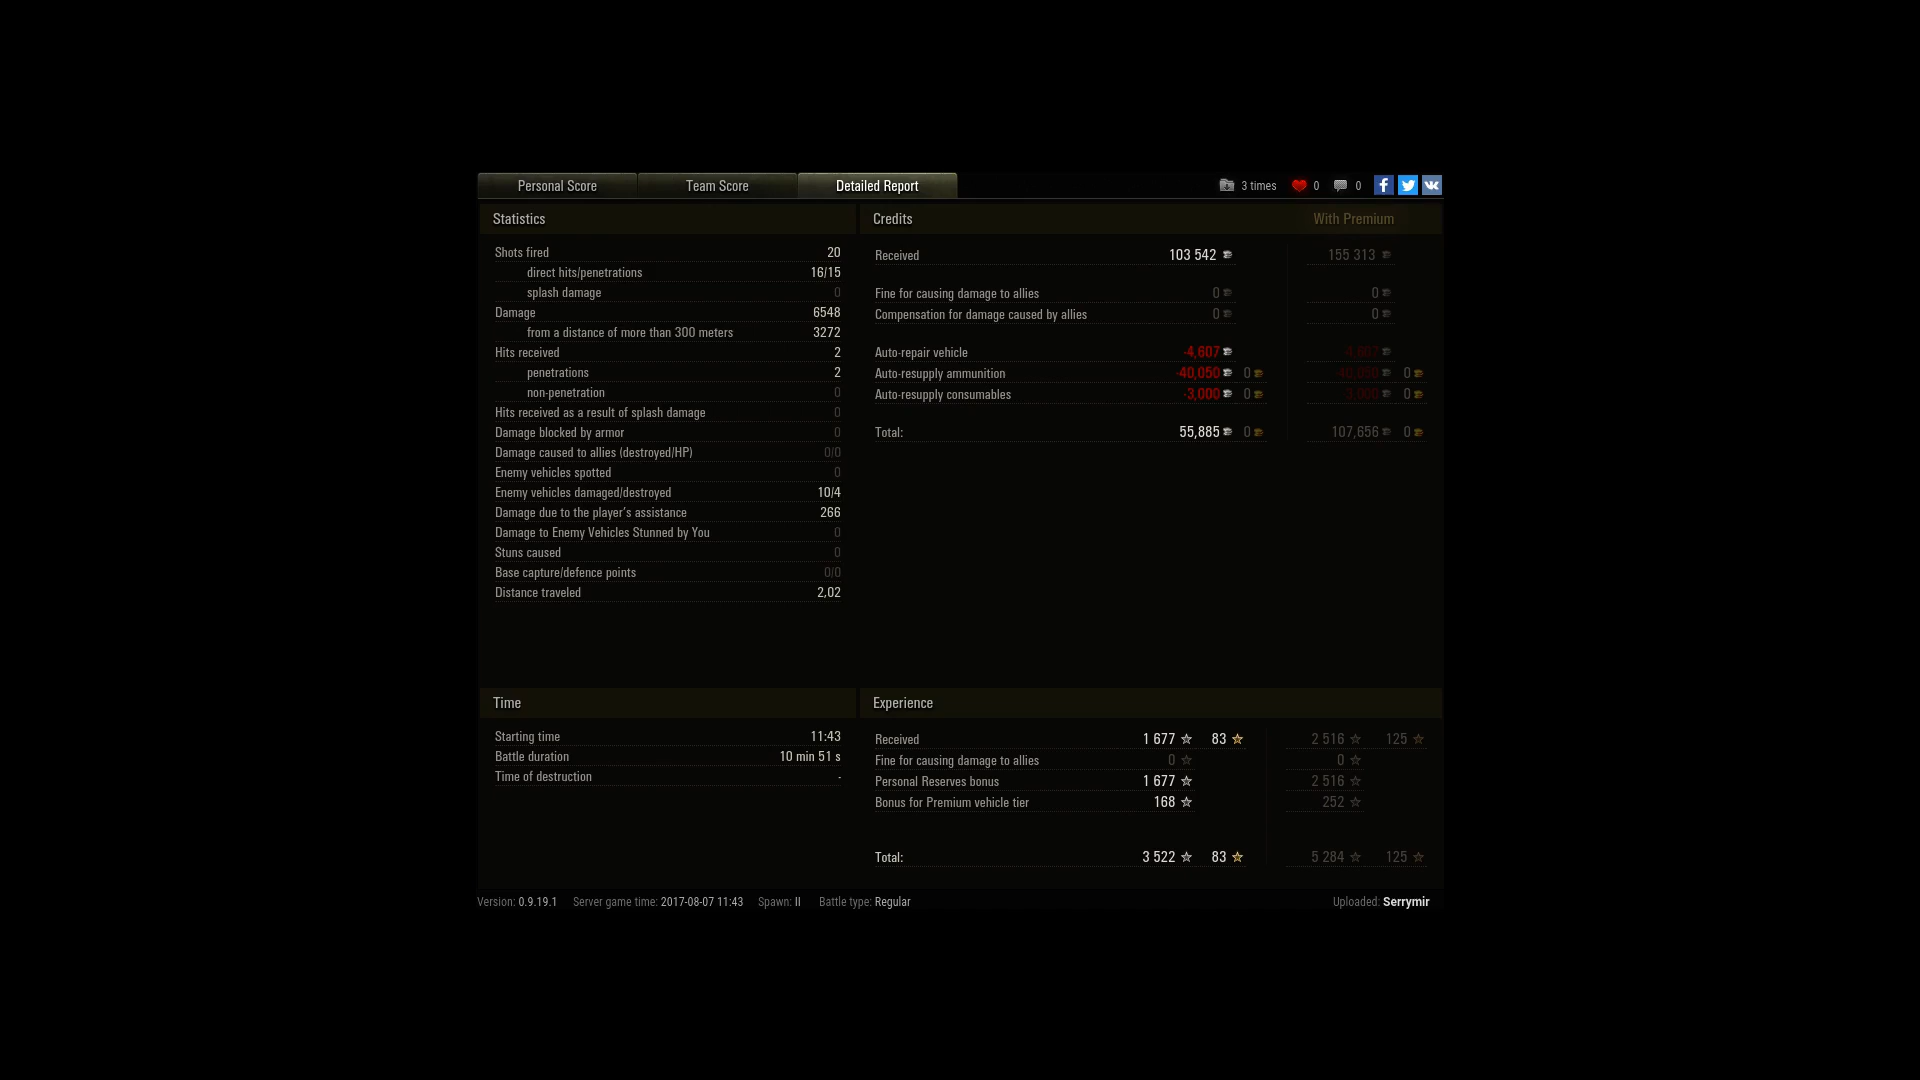 Personal Score Team Score Detailed Report 3 times 0 0
Statistics
Shots fired 20
direct hits/penetrations 16/15
splash damage 0
Damage 6548
from a distance of more than 300 meters 3272
Hits received 2
penetrations 2
non-penetration 0
Hits received as a result of splash damage 0
Damage blocked by armor 0
Damage caused to allies (destroyed/HP) 0/0
Enemy vehicles spotted 0
Enemy vehicles damaged/destroyed 10/4
Damage due to the player's assistance 266
Damage to Enemy Vehicles Stunned by You 0
Stuns caused 0
Base capture/defence points 0/0
Distance traveled 2,02
Credits With Premium
Received 103 542 155 313
Fine for causing damage to allies 0 0
Compensation for damage caused by allies 0 0
Auto-repair vehicle -4,607 -4,607
Auto-resupply ammunition -40,050 0 -40,050 0
Auto-resupply consumables -3,000 0 -3,000 0
Total: 55,885 0 107,656 0
Time
Starting time 11:43
Battle duration 10 min 51 s
Time of destruction -
Experience
Received 1 677 83 2 516 125
Fine for causing damage to allies 0 0
Personal Reserves bonus 1 677 2 516
Bonus for Premium vehicle tier 168 252
Total: 3 522 83 5 284 125
Version: 0.9.19.1 Server game time: 2017-08-07 11:43 Spawn: II Battle type: Regular Uploaded: Serrymir